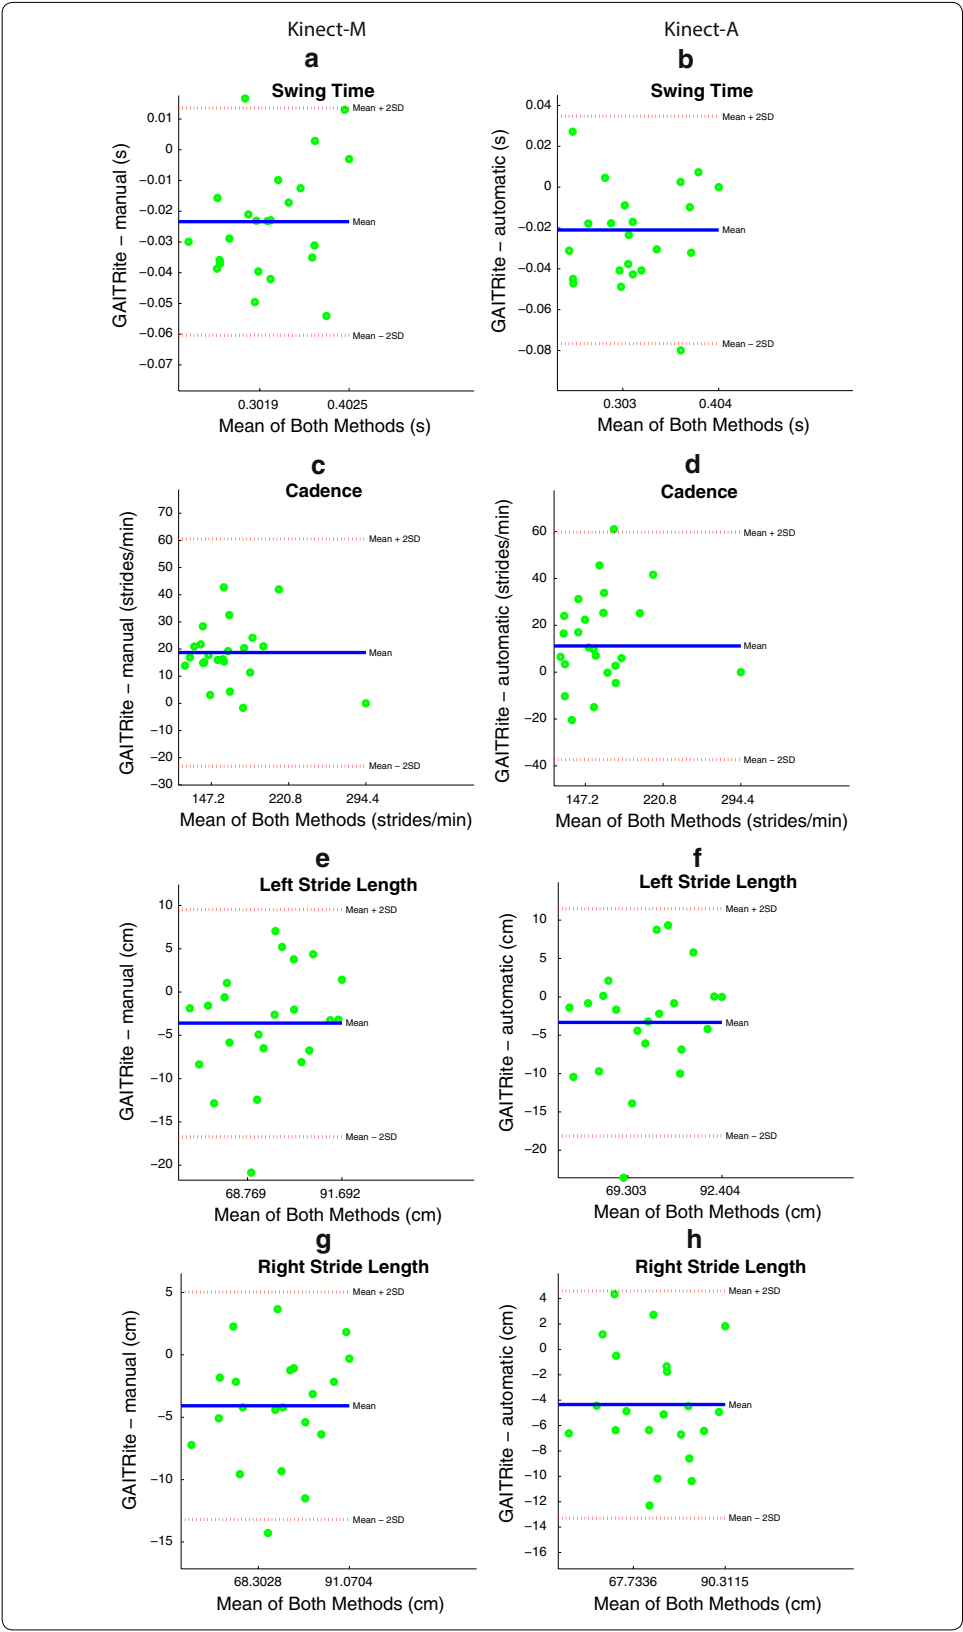 Kinect-M
Kinect-A
a
Swing Time
GAITRite – manual (s)
0.01
0
−0.01
−0.02
−0.03
−0.04
−0.05
−0.06
−0.07
Mean + 2SD
Mean
Mean − 2SD
0.3019 0.4025
Mean of Both Methods (s)
b
Swing Time
GAITRite – automatic (s)
0.04
0.02
0
−0.02
−0.04
−0.06
−0.08
Mean + 2SD
Mean
Mean − 2SD
0.303 0.404
Mean of Both Methods (s)
c
Cadence
GAITRite – manual (strides/min)
70
60
50
40
30
20
10
0
−10
−20
−30
Mean + 2SD
Mean
Mean − 2SD
147.2 220.8 294.4
Mean of Both Methods (strides/min)
d
Cadence
GAITRite – automatic (strides/min)
60
40
20
0
−20
−40
Mean + 2SD
Mean
Mean − 2SD
147.2 220.8 294.4
Mean of Both Methods (strides/min)
e
Left Stride Length
GAITRite – manual (cm)
10
5
0
−5
−10
−15
−20
Mean + 2SD
Mean
Mean − 2SD
68.769 91.692
Mean of Both Methods (cm)
f
Left Stride Length
GAITRite – automatic (cm)
10
5
0
−5
−10
−15
−20
Mean + 2SD
Mean
Mean − 2SD
69.303 92.404
Mean of Both Methods (cm)
g
Right Stride Length
GAITRite – manual (cm)
5
0
−5
−10
−15
Mean + 2SD
Mean
Mean − 2SD
68.3028 91.0704
Mean of Both Methods (cm)
h
Right Stride Length
GAITRite – automatic (cm)
4
2
0
−2
−4
−6
−8
−10
−12
−14
−16
Mean + 2SD
Mean
Mean − 2SD
67.7336 90.3115
Mean of Both Methods (cm)